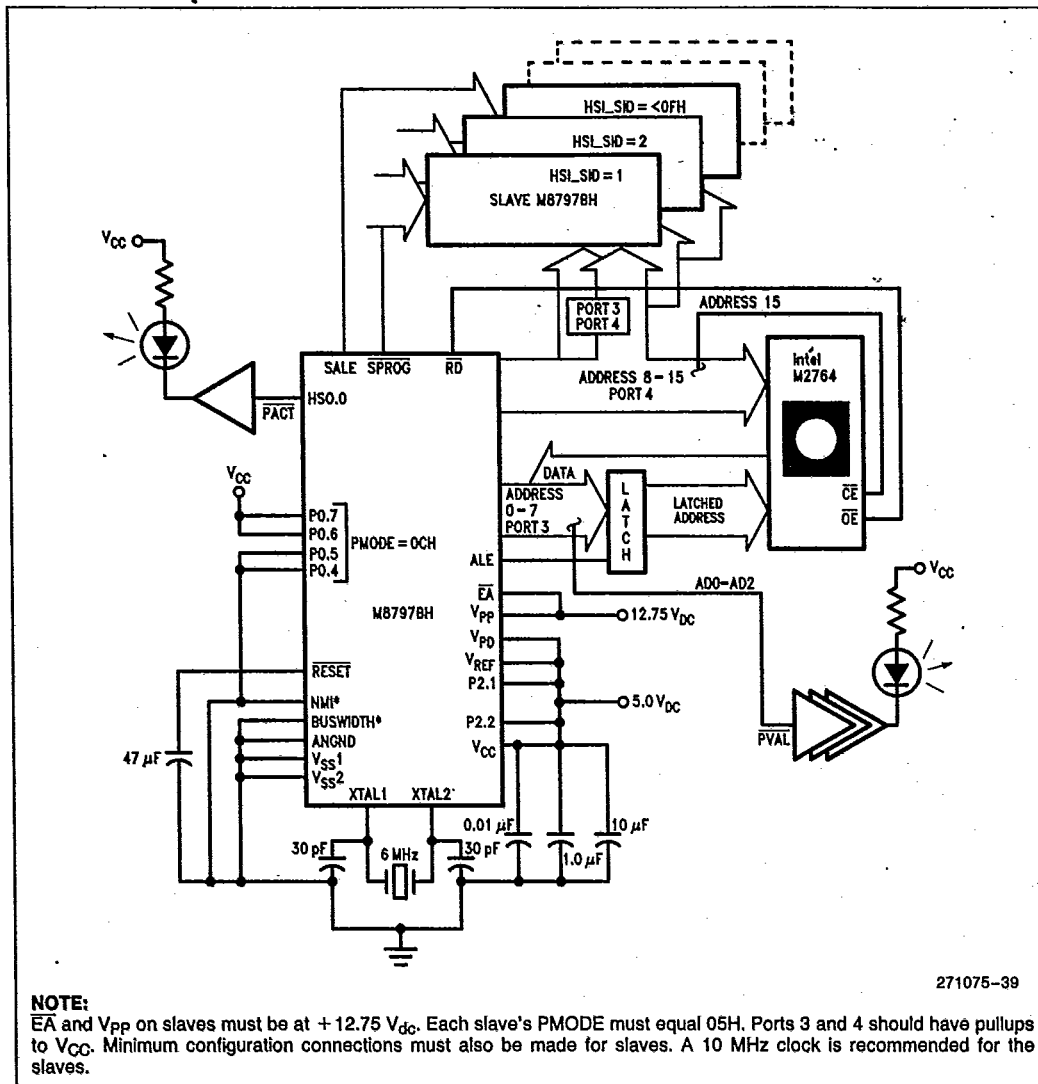 HSI_SID = <0FH
HSI_SID = 2
HSI_SID = 1
SLAVE M8797BH
VCC
PORT 3
PORT 4
ADDRESS 15
SALE SPROG RD
ADDRESS 8-15
PORT 4
Intel
M2764
HSO.0
PACT
DATA
ADDRESS
0-7
PORT 3
LATCH
LATCHED
ADDRESS
CE
OE
VCC
P0.7
P0.6
P0.5
P0.4
PMODE = 0CH
ALE
AD0-AD2
VCC
M8797BH
EA
VPP
12.75 VDC
VPD
VREF
P2.1
5.0 VDC
P2.2
VCC
PVAL
RESET
NMI*
BUSWIDTH*
ANGND
VSS1
VSS2
47 µF
XTAL1 XTAL2
30 pF
6 MHz
30 pF
0.01 µF
1.0 µF
10 µF
271075-39
NOTE:
EA and VPP on slaves must be at +12.75 Vdc. Each slave's PMODE must equal 05H. Ports 3 and 4 should have pullups
to VCC. Minimum configuration connections must also be made for slaves. A 10 MHz clock is recommended for the
slaves.